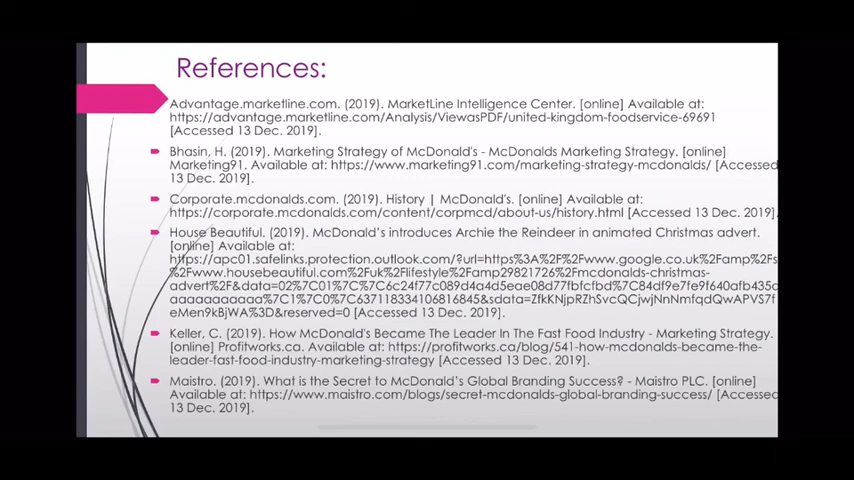 References:
Advantage.marketline.com. (2019). MarketLine Intelligence Center. [online] Available at:
https://advantage.marketline.com/Analysis/ViewasPDF/united-kingdom-foodservice-69691
[Accessed 13 Dec. 2019].
Bhasin, H. (2019). Marketing Strategy of McDonald's - McDonalds Marketing Strategy. [online]
Marketing91. Available at: https://www.marketing91.com/marketing-strategy-mcdonalds/ [Accessed
13 Dec. 2019].
Corporate.mcdonalds.com. (2019). History | McDonald's. [online] Available at:
https://corporate.mcdonalds.com/content/corpmcd/about-us/history.html [Accessed 13 Dec. 2019].
House Beautiful. (2019). McDonald's introduces Archie the Reindeer in animated Christmas advert.
[online] Available at:
https://apc01.safelinks.protection.outlook.com/?url=https%3A%2F%2Fwww.google.co.uk%2Famp%2Fs
%2Fwww.housebeautiful.com%2Fuk%2Flifestyle%2Famp29821726%2Fmcdonalds-christmas-
advert%2F&data=02%7C01%7C%7C6c24f77c089d4a4d5eae08d77fbfcfbd%7C84df9e7fe9f640afb435a
aaaaaaaaaaa%7C1%7C0%7C637118334106816845&sdata=ZfkKNjpRZhSvcQCjwjNnNmfqdQwAPVS7f
eMen9kBjWA%3D&reserved=0 [Accessed 13 Dec. 2019].
Keller, C. (2019). How McDonald's Became The Leader In The Fast Food Industry - Marketing Strategy.
[online] Profitworks.ca. Available at: https://profitworks.ca/blog/541-how-mcdonalds-became-the-
leader-fast-food-industry-marketing-strategy [Accessed 13 Dec. 2019].
Maistro. (2019). What is the Secret to McDonald's Global Branding Success? - Maistro PLC. [online]
Available at: https://www.maistro.com/blogs/secret-mcdonalds-global-branding-success/ [Accessed
13 Dec. 2019].